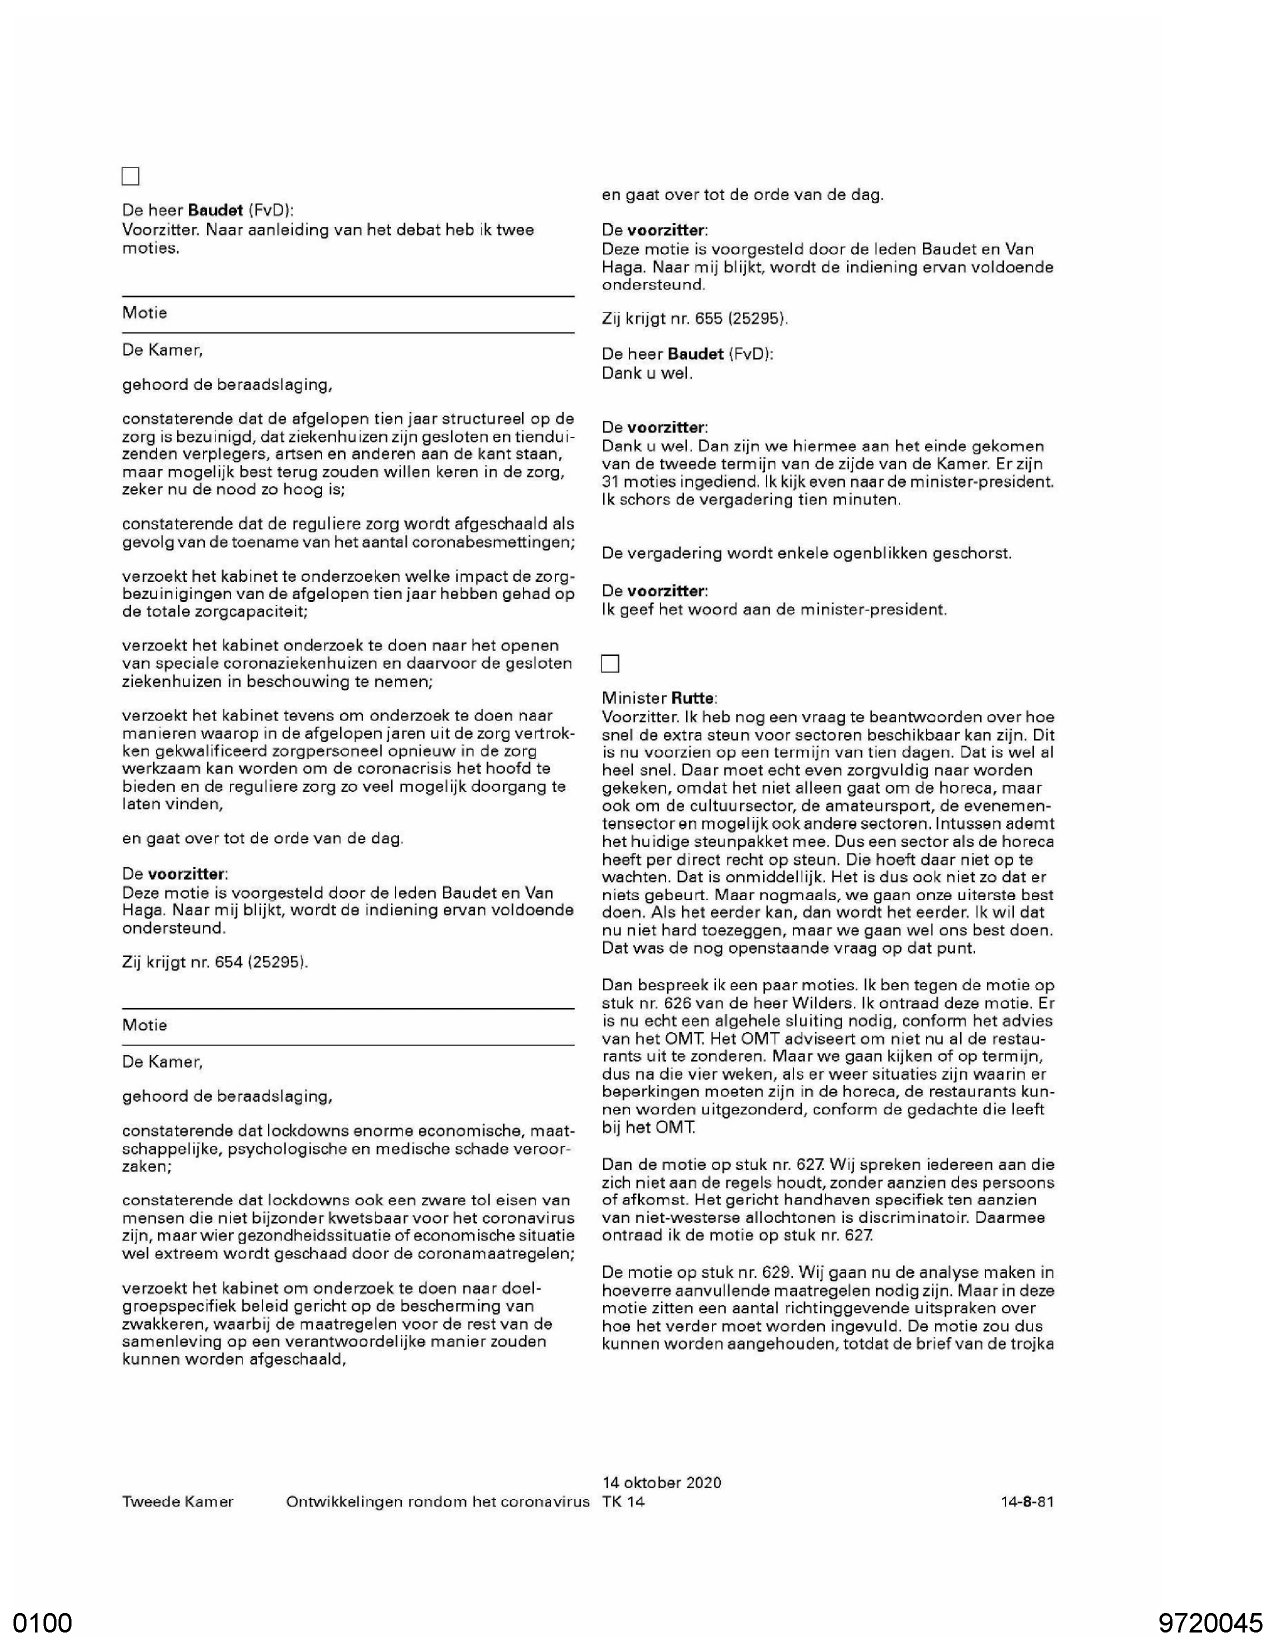 De heer Baudet (FvD):
Voorzitter. Naar aanleiding van het debat heb ik twee
moties.
Motie
De Kamer,
gehoord de beraadslaging,
constaterende dat de afgelopen tien jaar structureel op de
zorg is bezuinigd, dat ziekenhuizen zijn gesloten en tiendui-
zenden verplegers, artsen en anderen aan de kant staan,
maar mogelijk best terug zouden willen keren in de zorg,
zeker nu de nood zo hoog is;
constaterende dat de reguliere zorg wordt afgeschaald als
gevolg van de toename van het aantal coronabesmettingen;
verzoekt het kabinet te onderzoeken welke impact de zorg-
bezuinigingen van de afgelopen tien jaar hebben gehad op
de totale zorgcapaciteit;
verzoekt het kabinet onderzoek te doen naar het openen
van speciale coronaziekenhuizen en daarvoor de gesloten
ziekenhuizen in beschouwing te nemen;
verzoekt het kabinet tevens om onderzoek te doen naar
manieren waarop in de afgelopen jaren uit de zorg vertrok-
ken gekwalificeerd zorgpersoneel opnieuw in de zorg
werkzaam kan worden om de coronacrisis het hoofd te
bieden en de reguliere zorg zo veel mogelijk doorgang te
laten vinden,
en gaat over tot de orde van de dag.
De voorzitter:
Deze motie is voorgesteld door de leden Baudet en Van
Haga. Naar mij blijkt, wordt de indiening ervan voldoende
ondersteund.
Zij krijgt nr. 654 (25295).
Motie
De Kamer,
gehoord de beraadslaging,
constaterende dat lockdowns enorme economische, maat-
schappelijke, psychologische en medische schade veroor-
zaken;
constaterende dat lockdowns ook een zware tol eisen van
mensen die niet bijzonder kwetsbaar voor het coronavirus
zijn, maar wier gezondheidssituatie of economische situatie
wel extreem wordt geschaad door de coronamaatregelen;
verzoekt het kabinet om onderzoek te doen naar doel-
groepspecifiek beleid gericht op de bescherming van
zwakkeren, waarbij de maatregelen voor de rest van de
samenleving op een verantwoordelijke manier zouden
kunnen worden afgeschaald,
en gaat over tot de orde van de dag.
De voorzitter:
Deze motie is voorgesteld door de leden Baudet en Van
Haga. Naar mij blijkt, wordt de indiening ervan voldoende
ondersteund.
Zij krijgt nr. 655 (25295).
De heer Baudet (FvD):
Dank u wel.
De voorzitter:
Dank u wel. Dan zijn we hiermee aan het einde gekomen
van de tweede termijn van de zijde van de Kamer. Er zijn
31 moties ingediend. Ik kijk even naar de minister-president.
Ik schors de vergadering tien minuten.
De vergadering wordt enkele ogenblikken geschorst.
De voorzitter:
Ik geef het woord aan de minister-president.
Minister Rutte:
Voorzitter. Ik heb nog een vraag te beantwoorden over hoe
snel de extra steun voor sectoren beschikbaar kan zijn. Dit
is nu voorzien op een termijn van tien dagen. Dat is wel al
heel snel. Daar moet echt even zorgvuldig naar worden
gekeken, omdat het niet alleen gaat om de horeca, maar
ook om de cultuursector, de amateursport, de evenemen-
tensector en mogelijk ook andere sectoren. Intussen ademt
het huidige steunpakket mee. Dus een sector als de horeca
heeft per direct recht op steun. Die hoeft daar niet op te
wachten. Dat is onmiddellijk. Het is dus ook niet zo dat er
niets gebeurt. Maar nogmaals, we gaan onze uiterste best
doen. Als het eerder kan, dan wordt het eerder. Ik wil dat
nu niet hard toezeggen, maar we gaan wel ons best doen.
Dat was de nog openstaande vraag op dat punt.
Dan bespreek ik een paar moties. Ik ben tegen de motie op
stuk nr. 626 van de heer Wilders. Ik ontraad deze motie. Er
is nu echt een algehele sluiting nodig, conform het advies
van het OMT. Het OMT adviseert om niet nu al de restau-
rants uit te zonderen. Maar we gaan kijken of op termijn,
dus na die vier weken, als er weer situaties zijn waarin er
beperkingen moeten zijn in de horeca, de restaurants kun-
nen worden uitgezonderd, conform de gedachte die leeft
bij het OMT.
Dan de motie op stuk nr. 627. Wij spreken iedereen aan die
zich niet aan de regels houdt, zonder aanzien des persoons
of afkomst. Het gericht handhaven specifiek ten aanzien
van niet-westerse allochtonen is discriminatoir. Daarmee
ontraad ik de motie op stuk nr. 627.
De motie op stuk nr. 629. Wij gaan nu de analyse maken in
hoeverre aanvullende maatregelen nodig zijn. Maar in deze
motie zitten een aantal richtinggevende uitspraken over
hoe het verder moet worden ingevuld. De motie zou dus
kunnen worden aangehouden, totdat de brief van de trojka
14 oktober 2020
Tweede Kamer Ontwikkelingen rondom het coronavirus TK 14 14-8-81
0100 9720045